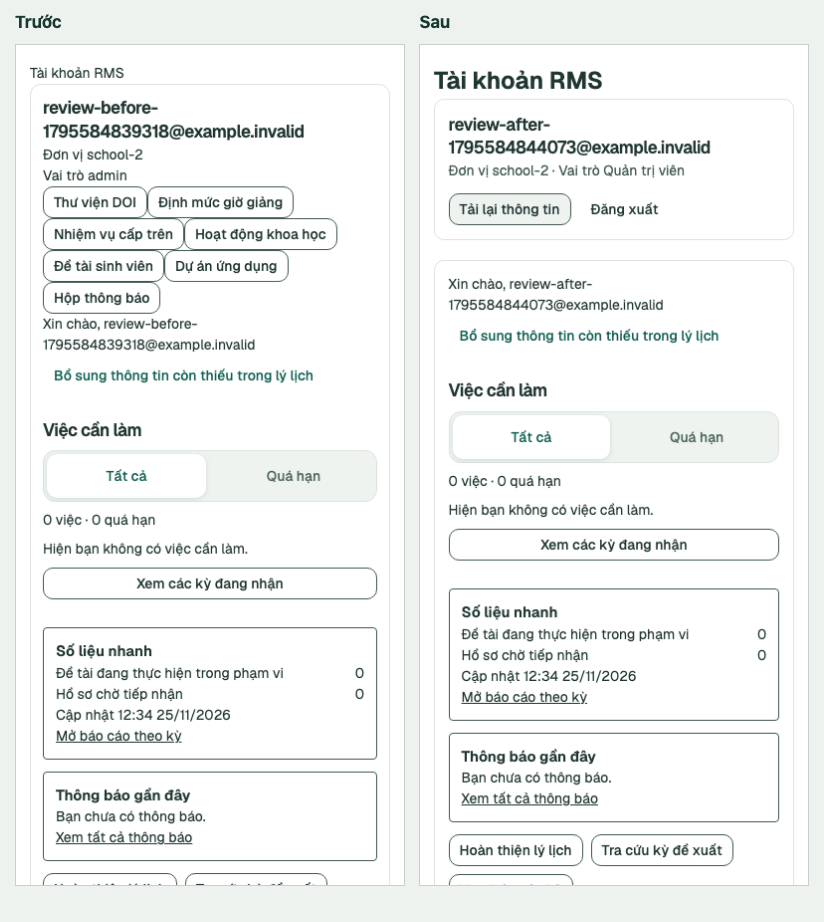 Trước
Tài khoản RMS
review-before-
1795584839318@example.invalid
Đơn vị school-2
Vai trò admin
Thư viện DOI
Định mức giờ giảng
Nhiệm vụ cấp trên
Hoạt động khoa học
Đề tài sinh viên
Dự án ứng dụng
Hộp thông báo
Xin chào, review-before-
1795584839318@example.invalid
Bổ sung thông tin còn thiếu trong lý lịch
Việc cần làm
Tất cả
Quá hạn
0 việc · 0 quá hạn
Hiện bạn không có việc cần làm.
Xem các kỳ đang nhận
Số liệu nhanh
Đề tài đang thực hiện trong phạm vi 0
Hồ sơ chờ tiếp nhận 0
Cập nhật 12:34 25/11/2026
Mở báo cáo theo kỳ
Thông báo gần đây
Bạn chưa có thông báo.
Xem tất cả thông báo
Sau
Tài khoản RMS
review-after-
1795584844073@example.invalid
Đơn vị school-2 · Vai trò Quản trị viên
Tải lại thông tin
Đăng xuất
Xin chào, review-after-
1795584844073@example.invalid
Bổ sung thông tin còn thiếu trong lý lịch
Việc cần làm
Tất cả
Quá hạn
0 việc · 0 quá hạn
Hiện bạn không có việc cần làm.
Xem các kỳ đang nhận
Số liệu nhanh
Đề tài đang thực hiện trong phạm vi 0
Hồ sơ chờ tiếp nhận 0
Cập nhật 12:34 25/11/2026
Mở báo cáo theo kỳ
Thông báo gần đây
Bạn chưa có thông báo.
Xem tất cả thông báo
Hoàn thiện lý lịch
Tra cứu kỳ đề xuất